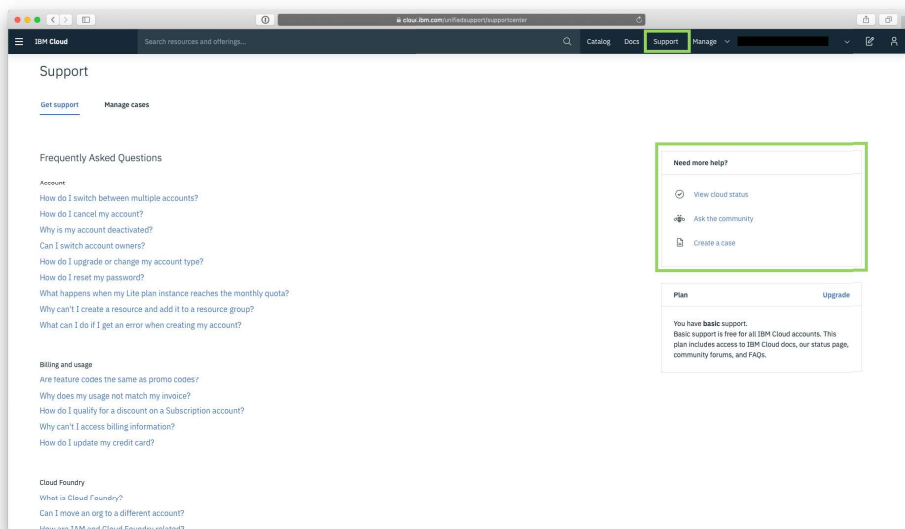 cloud.ibm.com/unifiedsupport/supportcenter
IBM Cloud
Search resources and offerings...
Catalog Docs Support Manage
Support
Get support Manage cases
Frequently Asked Questions
Account
How do I switch between multiple accounts?
How do I cancel my account?
Why is my account deactivated?
Can I switch account owners?
How do I upgrade or change my account type?
How do I reset my password?
What happens when my Lite plan instance reaches the monthly quota?
Why can't I create a resource and add it to a resource group?
What can I do if I get an error when creating my account?
Billing and usage
Are feature codes the same as promo codes?
Why does my usage not match my invoice?
How do I qualify for a discount on a Subscription account?
Why can't I access billing information?
How do I update my credit card?
Cloud Foundry
What is Cloud Foundry?
Can I move an org to a different account?
How are IAM and Cloud Foundry related?
Need more help?
View cloud status
Ask the community
Create a case
Plan Upgrade
You have basic support.
Basic support is free for all IBM Cloud accounts. This
plan includes access to IBM Cloud docs, our status page,
community forums, and FAQs.